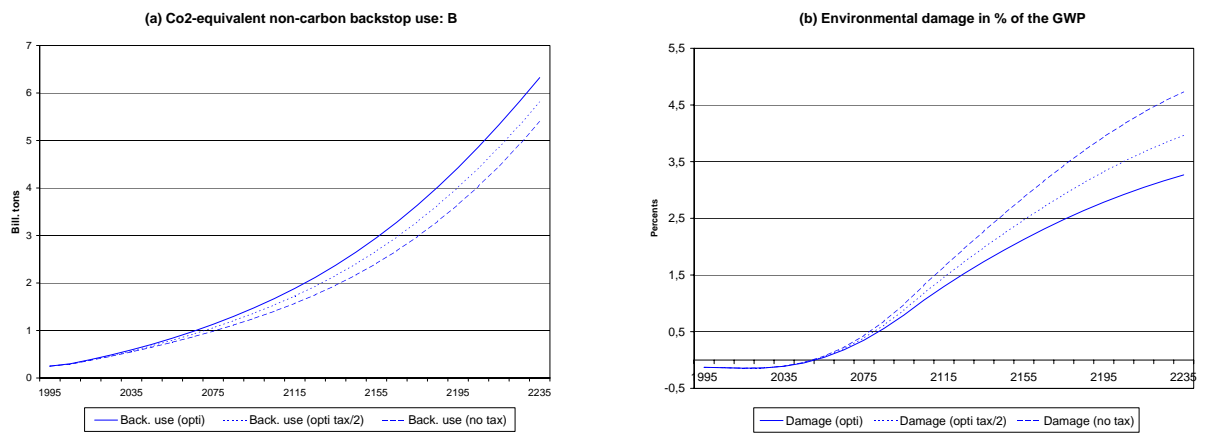 (a) Co2-equivalent non-carbon backstop use: B
7
6
5
4
3
2
1
0
Bill. tons
1995 2035 2075 2115 2155 2195 2235
Back. use (opti) Back. use (opti tax/2) Back. use (no tax)
(b) Environmental damage in % of the GWP
5,5
4,5
3,5
2,5
1,5
0,5
-0,5
Percents
1995 2035 2075 2115 2155 2195 2235
Damage (opti) Damage (opti tax/2) Damage (no tax)